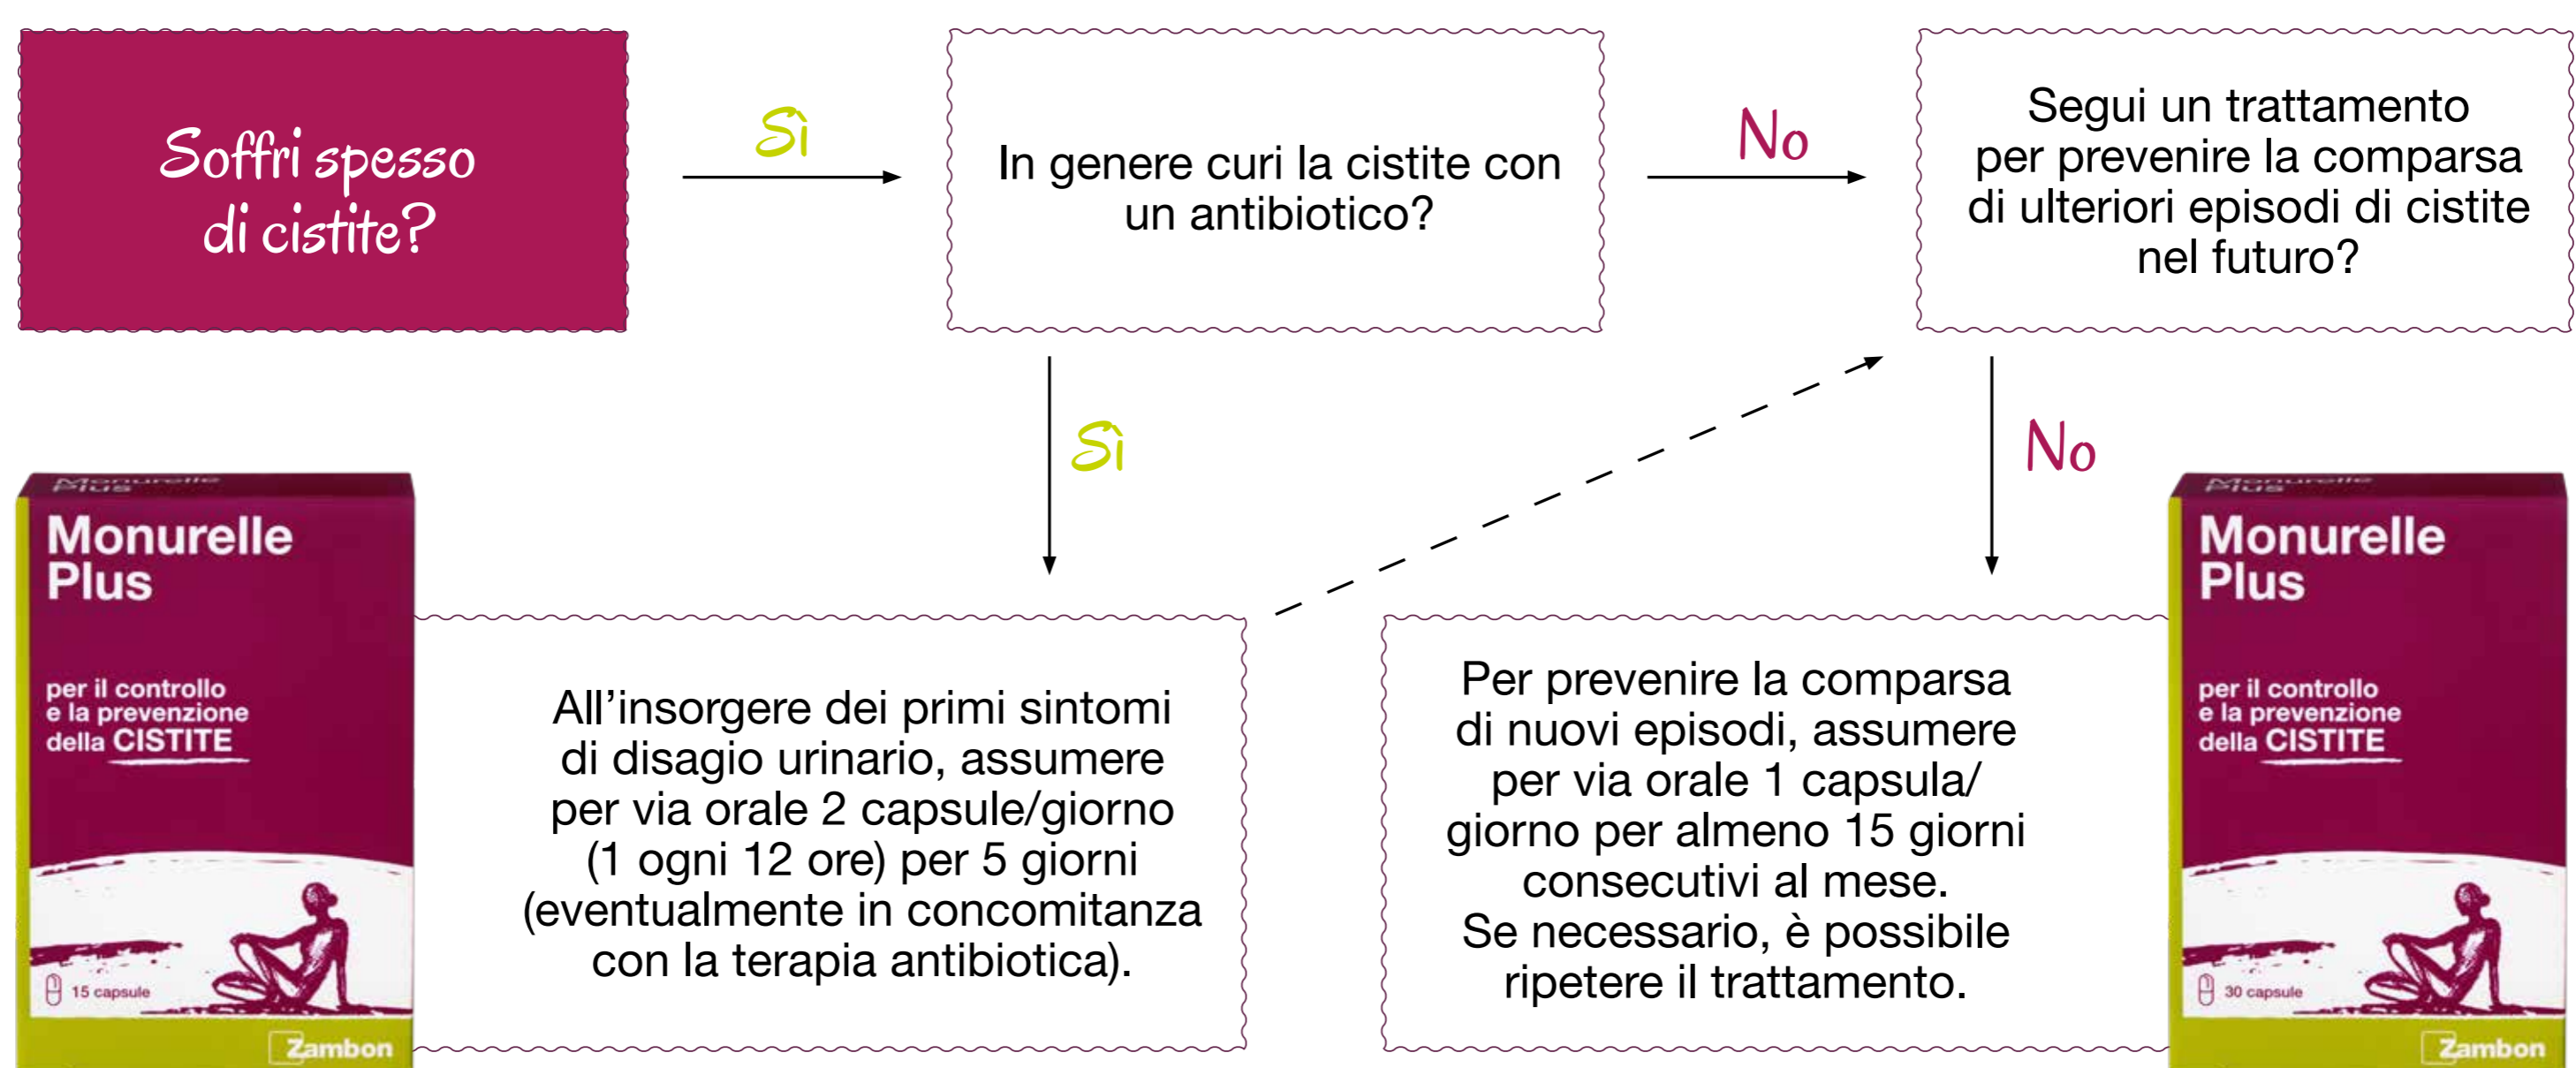 Soffri spesso
di cistite?
Sì
In genere curi la cistite con
un antibiotico?
No
Segui un trattamento
per prevenire la comparsa
di ulteriori episodi di cistite
nel futuro?
Sì
No
Monurelle
Plus
Monurelle
Plus
per il controllo
e la prevenzione
della CISTITE
15 capsule
Zambon
All’insorgere dei primi sintomi
di disagio urinario, assumere
per via orale 2 capsule/giorno
(1 ogni 12 ore) per 5 giorni
(eventualmente in concomitanza
con la terapia antibiotica).
Per prevenire la comparsa
di nuovi episodi, assumere
per via orale 1 capsula/
giorno per almeno 15 giorni
consecutivi al mese.
Se necessario, è possibile
ripetere il trattamento.
Monurelle
Plus
Monurelle
Plus
per il controllo
e la prevenzione
della CISTITE
30 capsule
Zambon